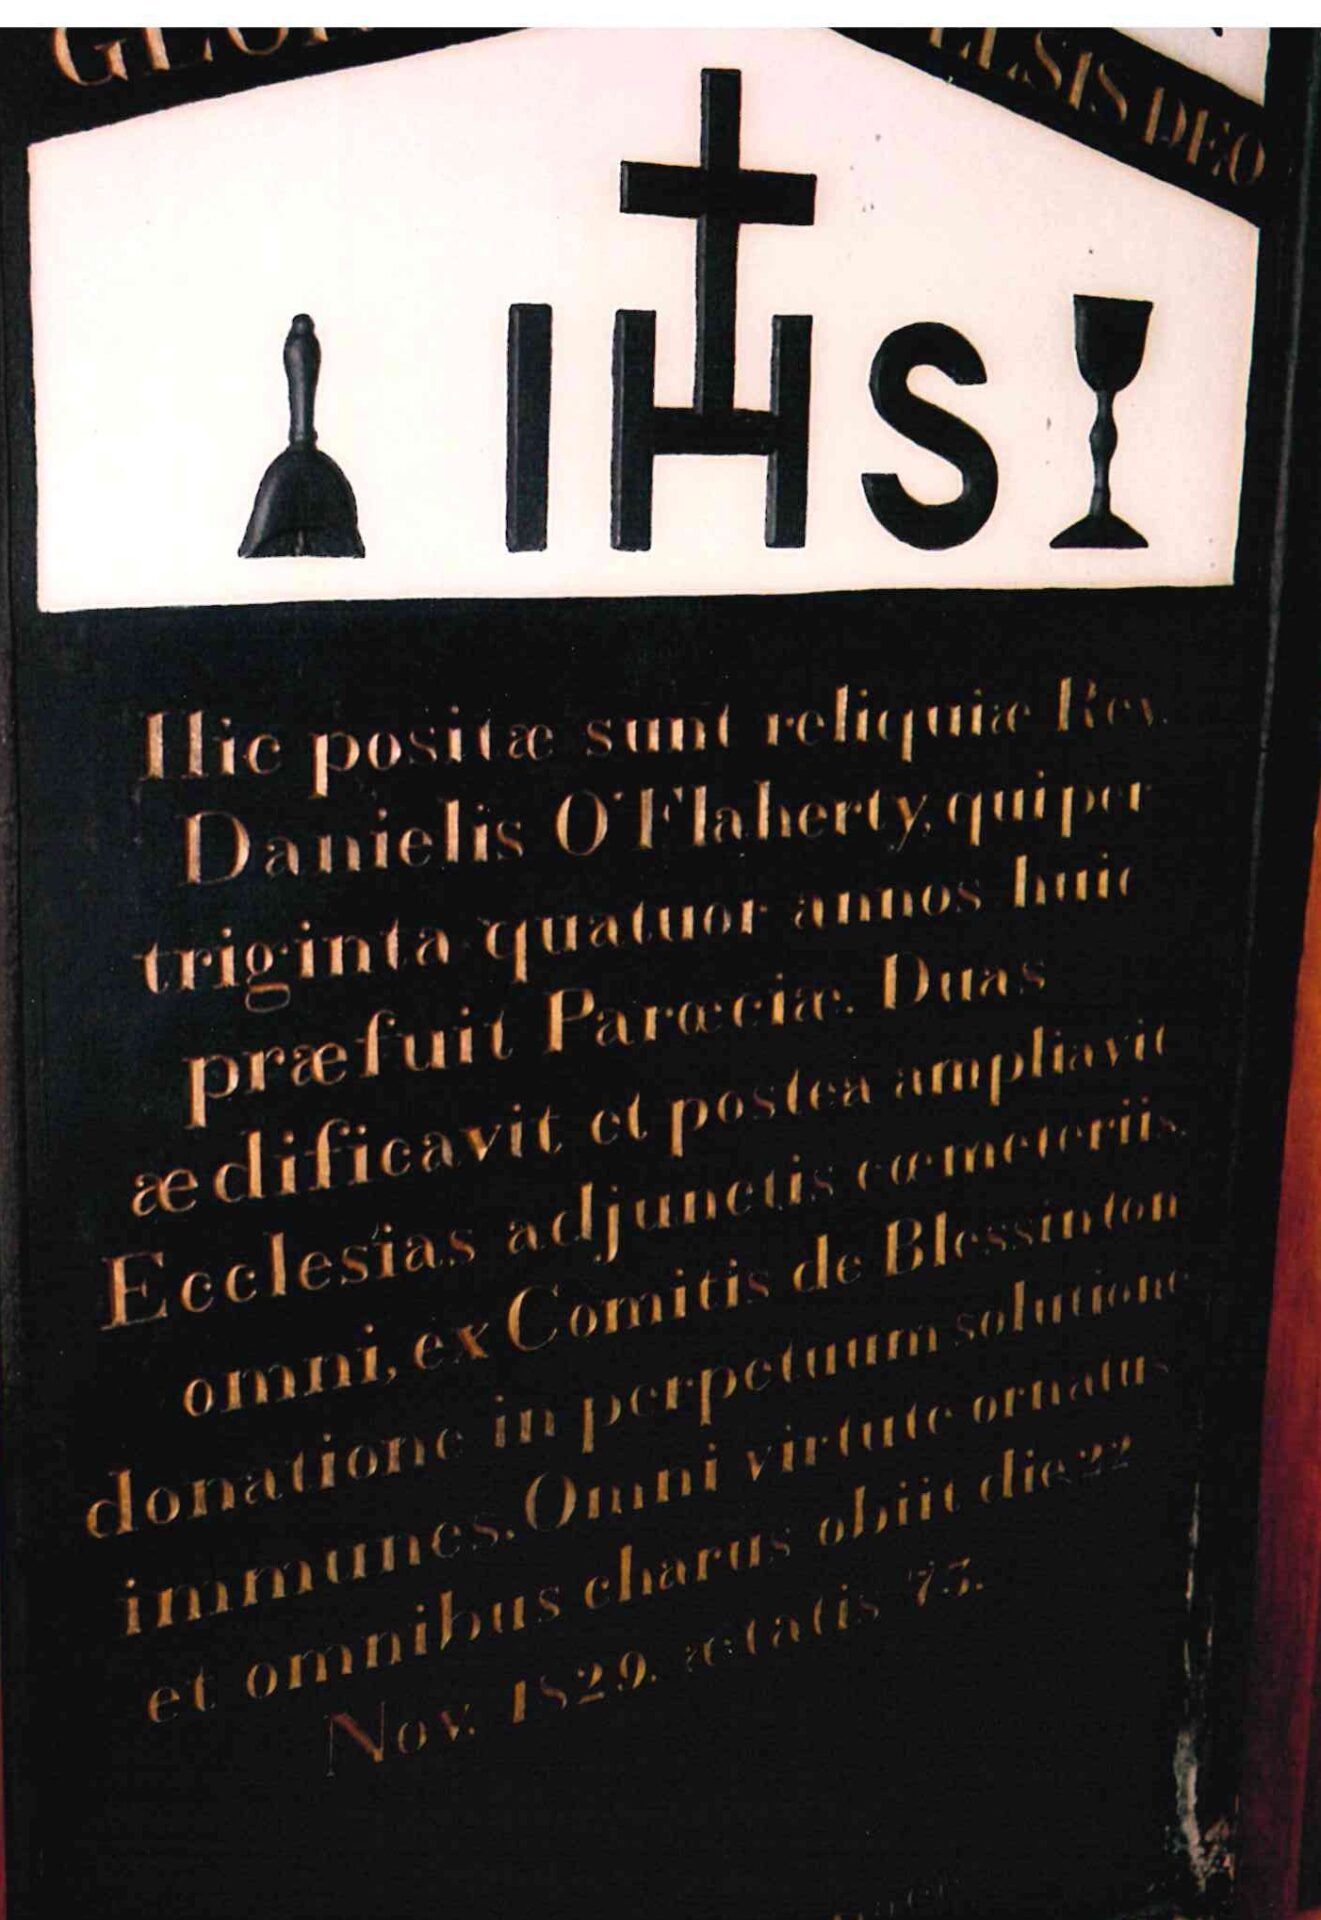 GLOR
ELSIS DEO
IHS
Hic positæ sunt reliquiæ Rev.
Danielis O'Flaherty, qui per
triginta quatuor annos huic
præfuit Parœciæ. Duas
ædificavit et postea ampliavit
Ecclesias adjunctis cœmeteriis,
omni, ex Comitis de Blessinton
donatione in perpetuum solutione
immunes. Omni virtute ornatus
et omnibus charus obiit die 22
Nov. 1829. ætatis 73.